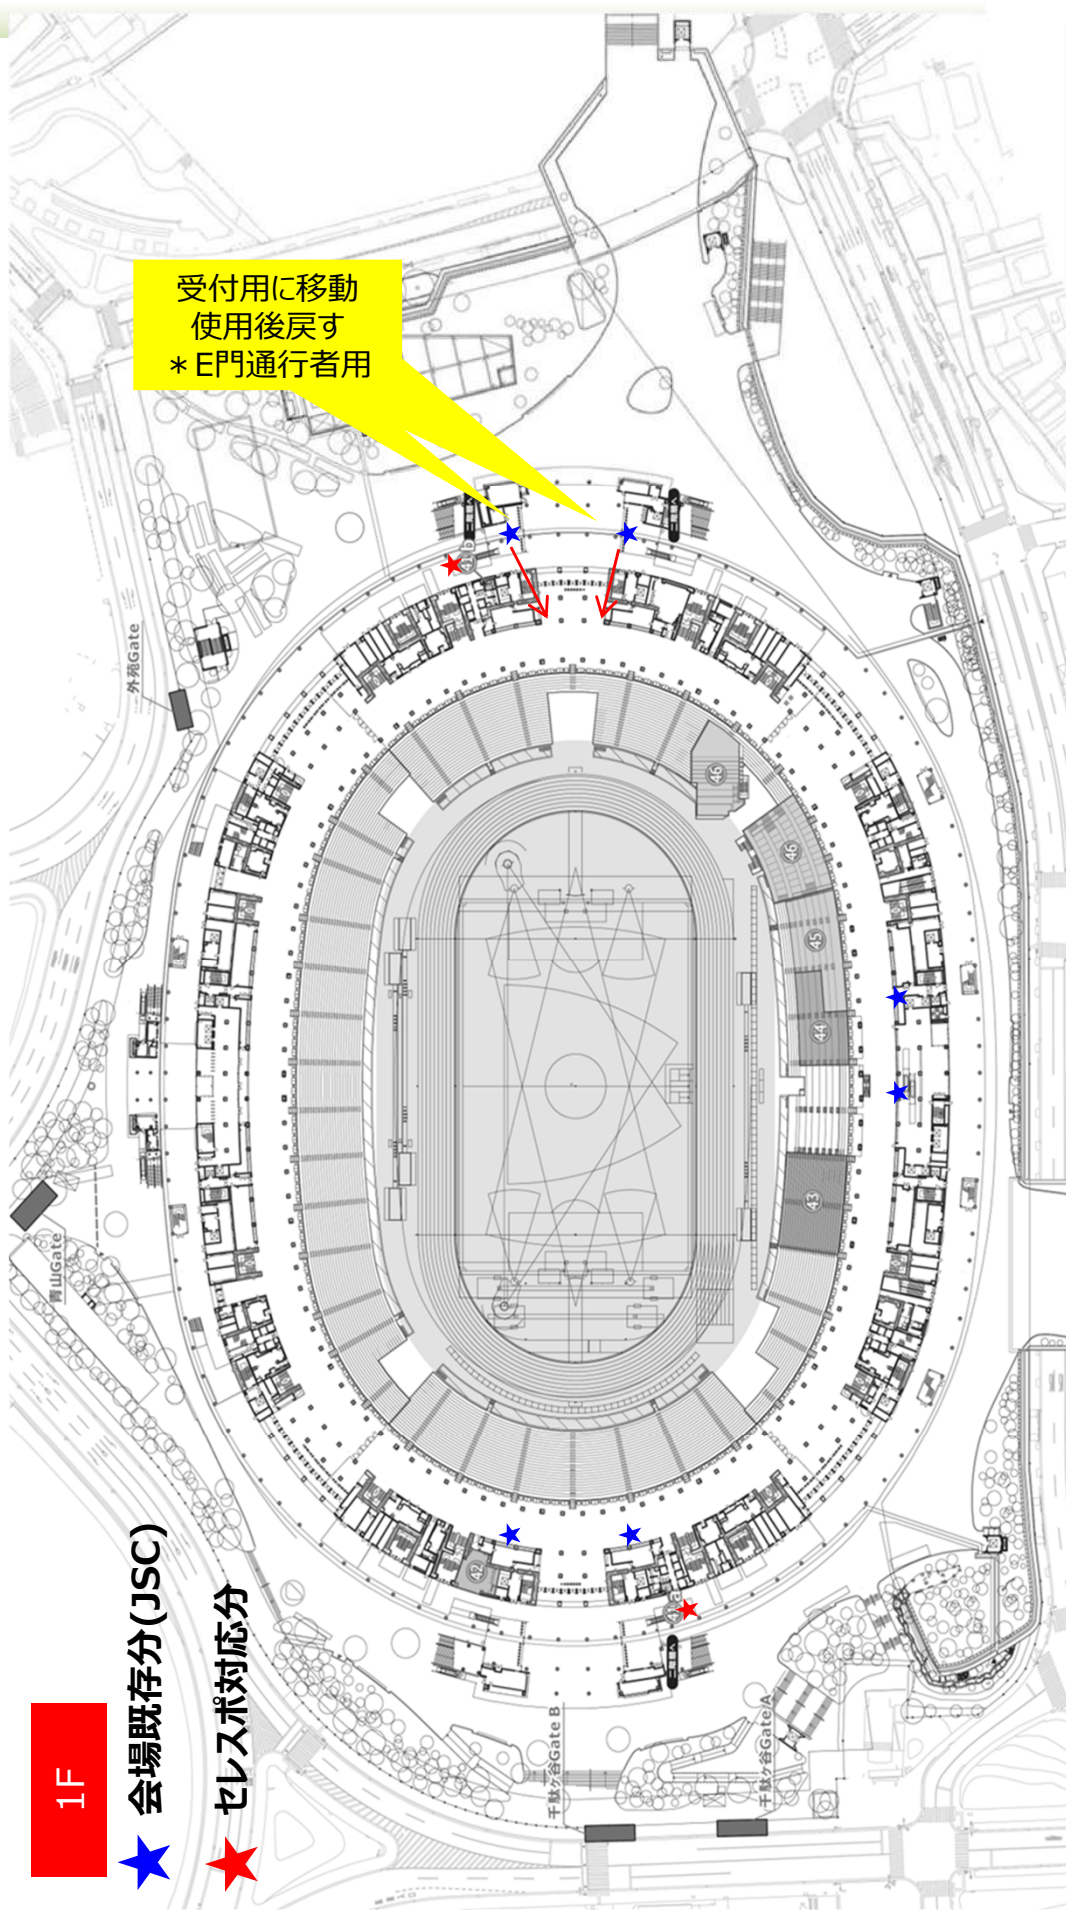 受付用に移動
使用後戻す
＊E門通行者用
外苑Gate
46
46
45
44
43
青山Gate
42
千駄ヶ谷Gate B
千駄ヶ谷Gate A
1F
会場既存分(JSC)
セレスポ対応分